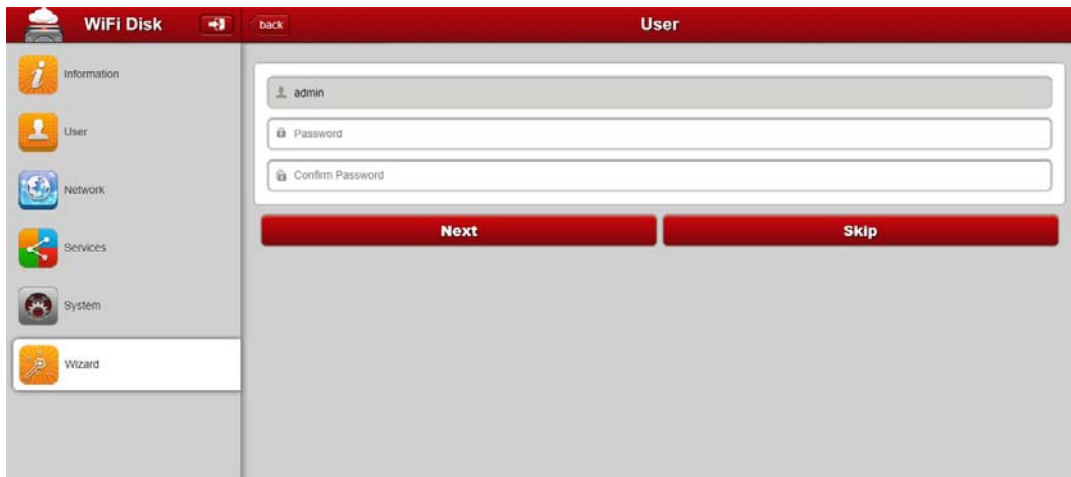 WiFi Disk
back
User
Information
User
Network
Services
System
Wizard
admin
Password
Confirm Password
Next
Skip